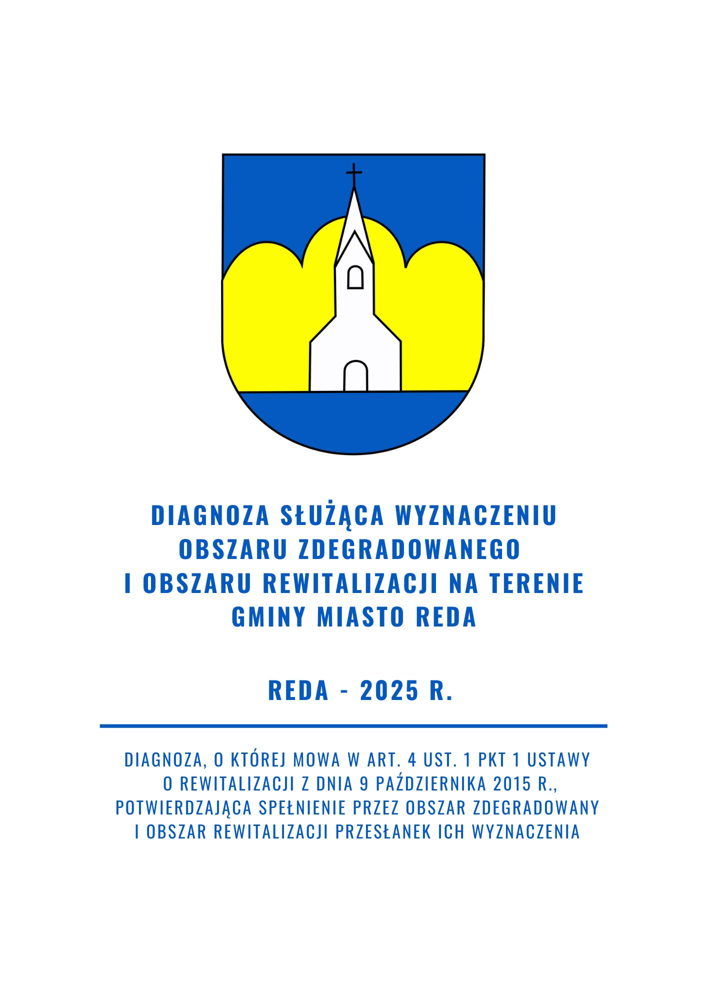 DIAGNOZA SŁUŻĄCA WYZNACZENIU
OBSZARU ZDEGRADOWANEGO
I OBSZARU REWITALIZACJI NA TERENIE
GMINY MIASTO REDA
REDA - 2025 R.
DIAGNOZA, O KTÓREJ MOWA W ART. 4 UST. 1 PKT 1 USTAWY
O REWITALIZACJI Z DNIA 9 PAŹDZIERNIKA 2015 R.,
POTWIERDZAJĄCA SPEŁNIENIE PRZEZ OBSZAR ZDEGRADOWANY
I OBSZAR REWITALIZACJI PRZESŁANEK ICH WYZNACZENIA